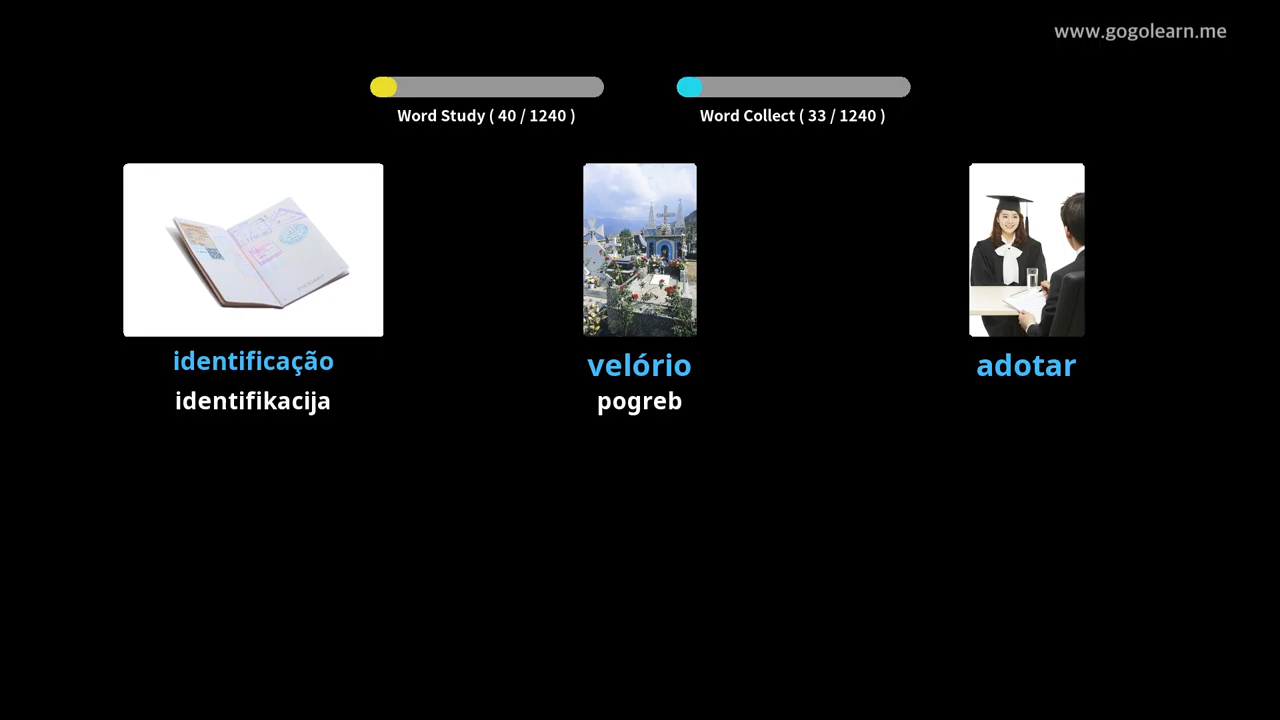 www.gogolearn.me
Word Study ( 40 / 1240 )
Word Collect ( 33 / 1240 )
identificação
identifikacija
velório
pogreb
adotar